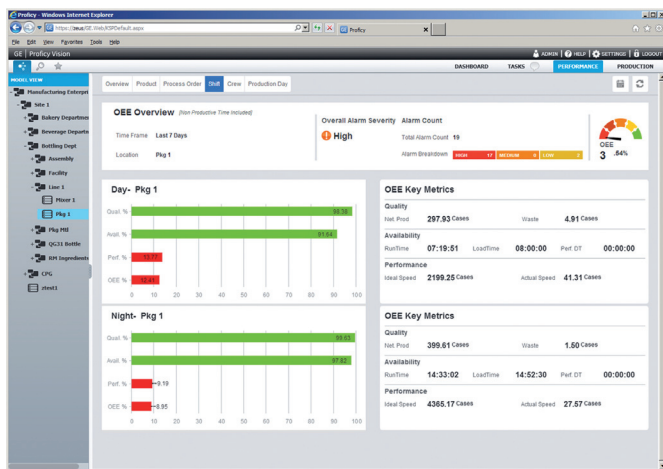 Proficy - Windows Internet Explorer
Proficy
File Edit View Favorites Tools Help
GE | Proficy Vision
ADMIN HELP SETTINGS LOGOUT
DASHBOARD TASKS PERFORMANCE PRODUCTION
MODEL VIEW
Manufacturing Enterpri
Site 1
Bakery Departmen
Beverage Departm
Bottling Dept
Assembly
Facility
Line 1
Mixer 1
Pkg 1
Pkg Mtl
QG31 Bottle
RM Ingredients
CPG
ztest1
Overview Product Process Order Shift Crew Production Day
OEE Overview (Non Productive Time Included)
Time Frame Last 7 Days
Location Pkg 1
Overall Alarm Severity
High
Alarm Count
Total Alarm Count 19
Alarm Breakdown HIGH 17 MEDIUM 0 LOW 2
OEE
3 .54%
Day- Pkg 1
Qual. % 98.38
Avail. % 91.64
Perf. % 13.77
OEE % 12.41
0 10 20 30 40 50 60 70 80 90 100
OEE Key Metrics
Quality
Net. Prod 297.93 Cases Waste 4.91 Cases
Availability
RunTime 07:19:51 LoadTime 08:00:00 Perf. DT 00:00:00
Performance
Ideal Speed 2199.25 Cases Actual Speed 41.31 Cases
Night- Pkg 1
Qual. % 99.63
Avail. % 97.82
Perf. % 9.19
OEE % 8.95
0 10 20 30 40 50 60 70 80 90 100
OEE Key Metrics
Quality
Net. Prod 399.61 Cases Waste 1.50 Cases
Availability
RunTime 14:33:02 LoadTime 14:52:30 Perf. DT 00:00:00
Performance
Ideal Speed 4365.17 Cases Actual Speed 27.57 Cases